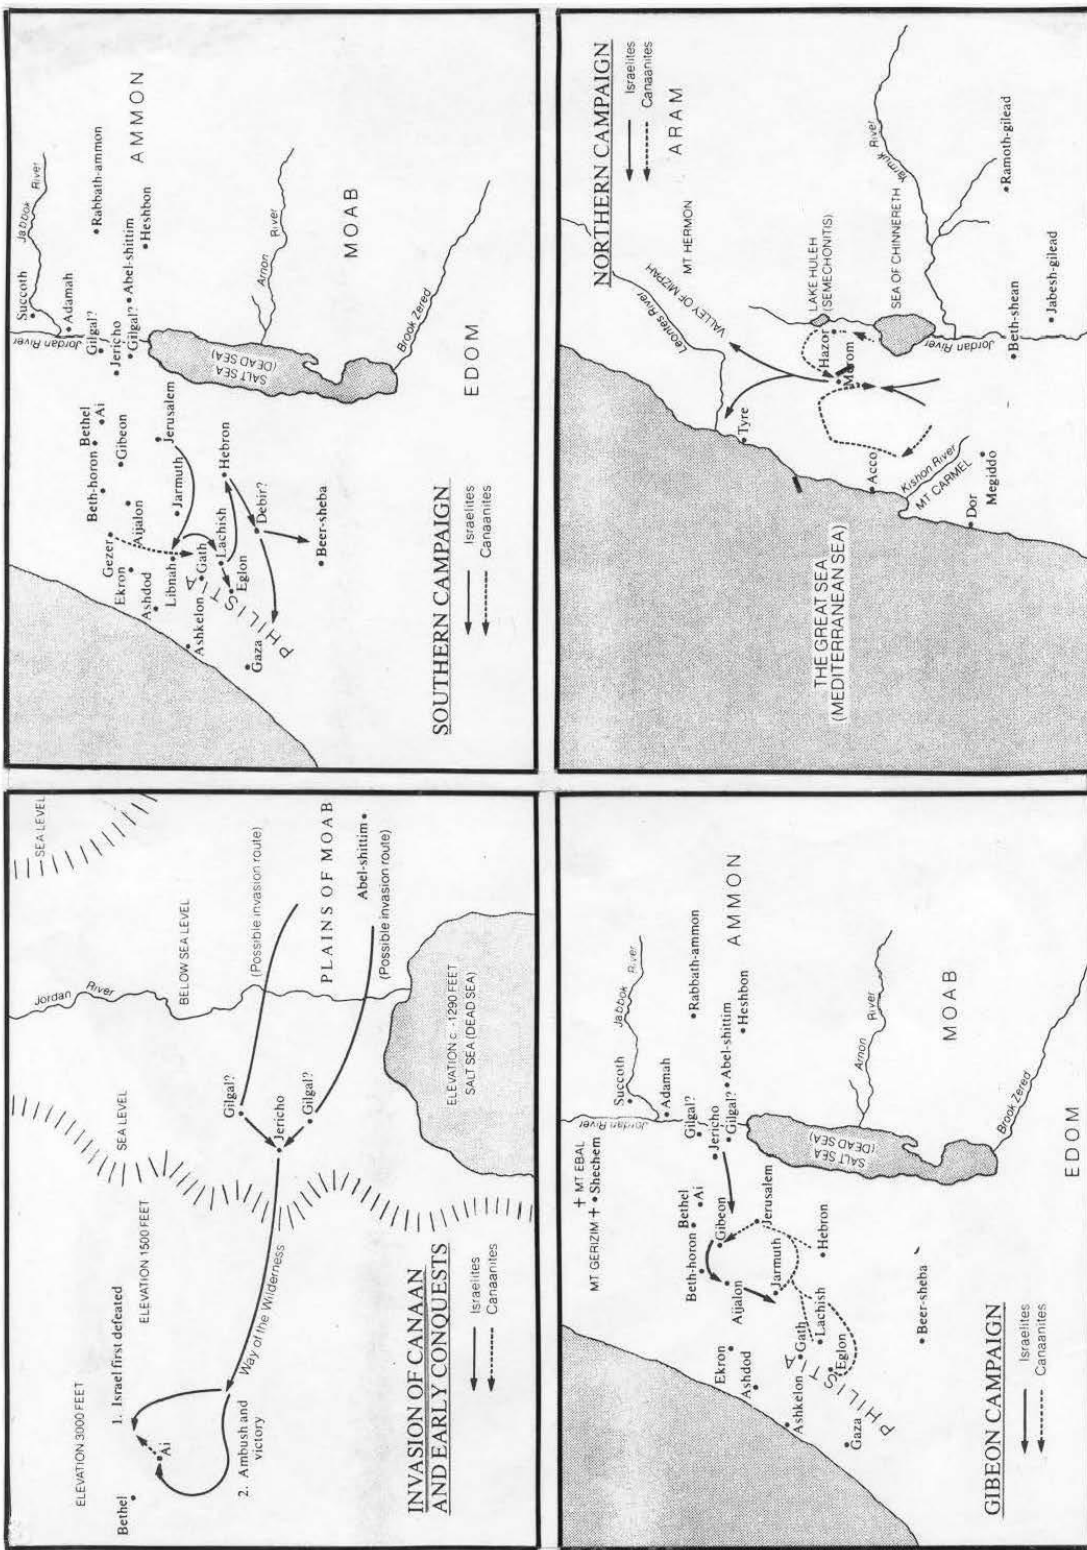 Bethel
ELEVATION 3000 FEET
Ai
1. Israel first defeated
2. Ambush and
victory
ELEVATION 1500 FEET
Way of the Wilderness
SEA LEVEL
Jericho
Gilgal?
Gilgal?
Jordan River
BELOW SEA LEVEL
SEA LEVEL
(Possible invasion route)
PLAINS OF MOAB
Abel-shittim
(Possible invasion route)
ELEVATION c. -1290 FEET
SALT SEA (DEAD SEA)
INVASION OF CANAAN
AND EARLY CONQUESTS
Israelites
Canaanites
Succoth
Jabbok River
Adamah
Jordan River
Gilgal?
Rabbath-ammon
AMMON
Jericho
Gilgal?
Abel-shittim
Heshbon
Beth-horon
Bethel
Ai
Gibeon
Gezer
Ekron
Aijalon
Jerusalem
Ashdod
Jarmuth
Libnah
Ashkelon
Gath
Lachish
Hebron
Eglon
PHILISTIA
Gaza
Debir?
Beer-sheba
SALT SEA
(DEAD SEA)
Arnon River
MOAB
Brook Zered
EDOM
SOUTHERN CAMPAIGN
Israelites
Canaanites
MT GERIZIM
MT EBAL
Shechem
Succoth
Jabbok River
Adamah
Jordan River
Gilgal?
Rabbath-ammon
AMMON
Jericho
Gilgal?
Abel-shittim
Heshbon
Beth-horon
Bethel
Ai
Gibeon
Ekron
Aijalon
Jerusalem
Ashdod
Jarmuth
Ashkelon
Gath
Lachish
Hebron
Eglon
PHILISTIA
Gaza
Beer-sheba
SALT SEA
(DEAD SEA)
Arnon River
MOAB
Brook Zered
EDOM
GIBEON CAMPAIGN
Israelites
Canaanites
NORTHERN CAMPAIGN
Israelites
Canaanites
ARAM
MT HERMON
VALLEY OF MIZPAH
Leontes River
Tyre
LAKE HULEH
(SEMECHONITIS)
Hazor
Merom
SEA OF CHINNERETH
Yarmuk River
Acco
Kishon River
MT CARMEL
Dor
Megiddo
Jordan River
Beth-shean
Ramoth-gilead
Jabesh-gilead
THE GREAT SEA
(MEDITERRANEAN SEA)